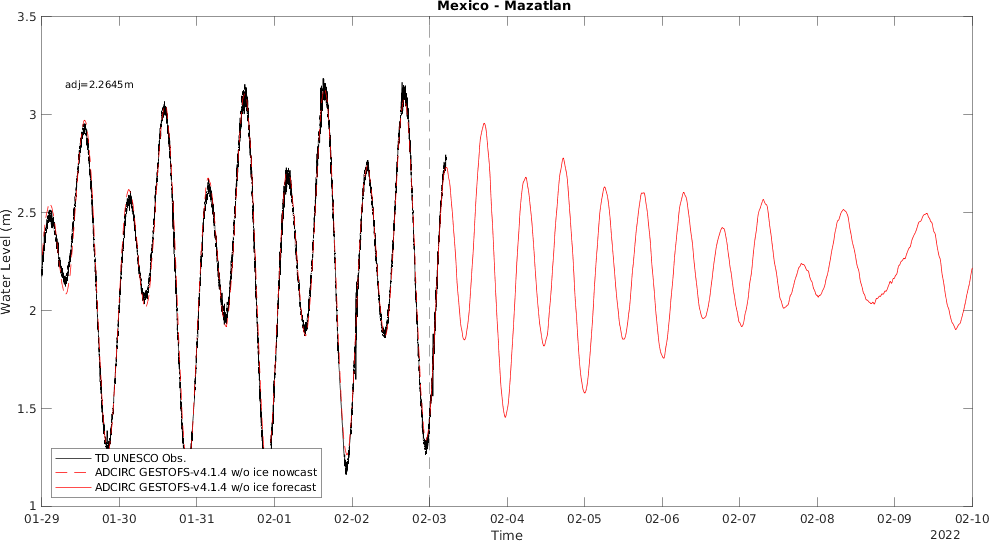 Mexico - Mazatlan
3.5
adj=2.2645m
3
2.5
Water Level (m)
2
1.5
TD UNESCO Obs.
ADCIRC GESTOFS-v4.1.4 w/o ice nowcast
ADCIRC GESTOFS-v4.1.4 w/o ice forecast
1
01-29 01-30 01-31 02-01 02-02 02-03 02-04 02-05 02-06 02-07 02-08 02-09 02-10
Time
2022